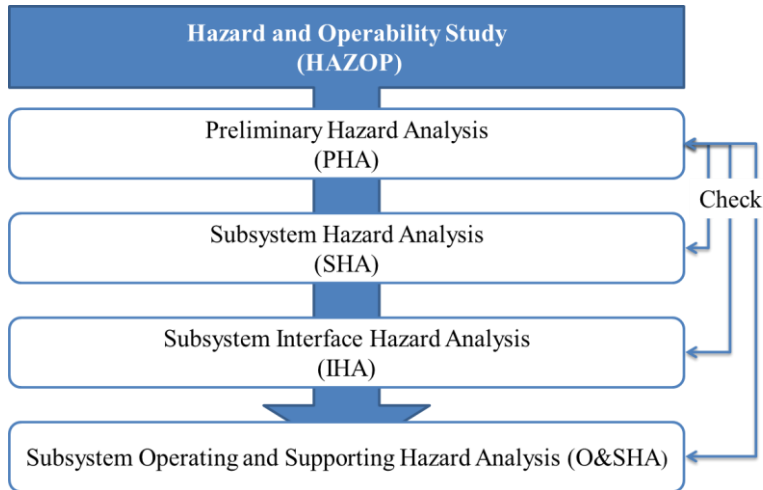 Hazard and Operability Study
(HAZOP)
Preliminary Hazard Analysis
(PHA)
Check
Subsystem Hazard Analysis
(SHA)
Subsystem Interface Hazard Analysis
(IHA)
Subsystem Operating and Supporting Hazard Analysis (O&SHA)